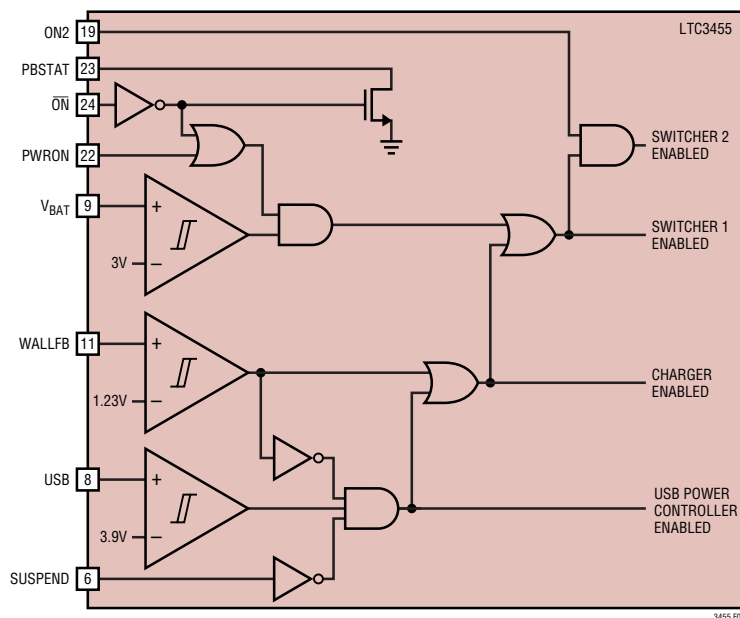 ON2 19
LTC3455
PBSTAT 23
ON 24
SWITCHER 2
ENABLED
PWRON 22
VBAT 9
+
SWITCHER 1
ENABLED
3V
–
WALLFB 11
+
CHARGER
ENABLED
1.23V
–
USB 8
+
USB POWER
CONTROLLER
ENABLED
3.9V
–
SUSPEND 6